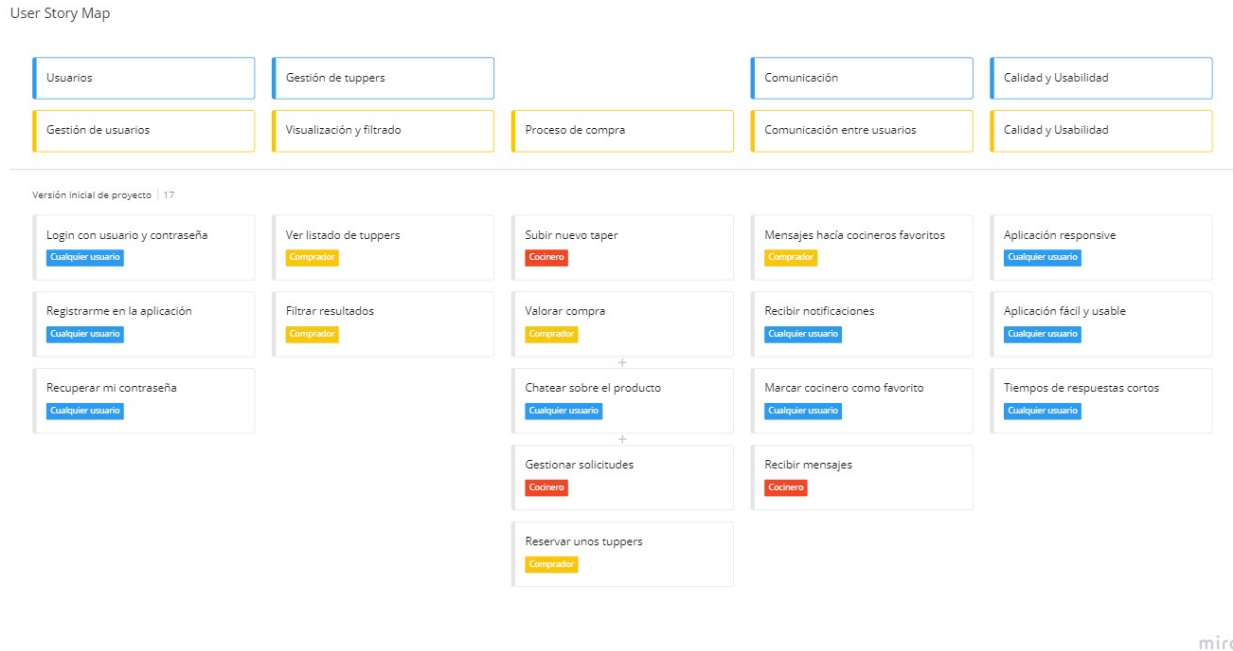 User Story Map
Usuarios
Gestión de tuppers
Comunicación
Calidad y Usabilidad
Gestión de usuarios
Visualización y filtrado
Proceso de compra
Comunicación entre usuarios
Calidad y Usabilidad
Versión inicial de proyecto | 17
Login con usuario y contraseña
Cualquier usuario
Ver listado de tuppers
Comprador
Subir nuevo taper
Cocinero
Mensajes hacía cocineros favoritos
Comprador
Aplicación responsive
Cualquier usuario
Registrarme en la aplicación
Cualquier usuario
Filtrar resultados
Comprador
Valorar compra
Comprador
Recibir notificaciones
Cualquier usuario
Aplicación fácil y usable
Cualquier usuario
Recuperar mi contraseña
Cualquier usuario
Chatear sobre el producto
Cualquier usuario
Marcar cocinero como favorito
Cualquier usuario
Tiempos de respuestas cortos
Cualquier usuario
Gestionar solicitudes
Cocinero
Recibir mensajes
Cocinero
Reservar unos tuppers
Comprador